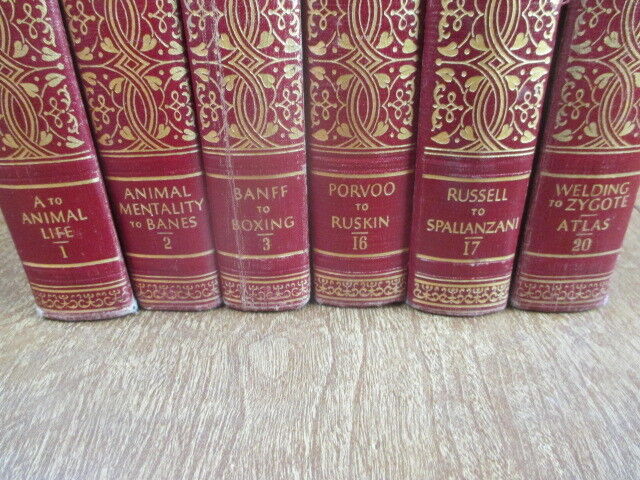 A TO
ANIMAL
LIFE
1
ANIMAL
MENTALITY
TO BANES
2
BANFF
TO
BOXING
3
PORVOO
TO
RUSKIN
16
RUSSELL
TO
SPALLANZANI
17
WELDING
TO ZYGOTE
ATLAS
20